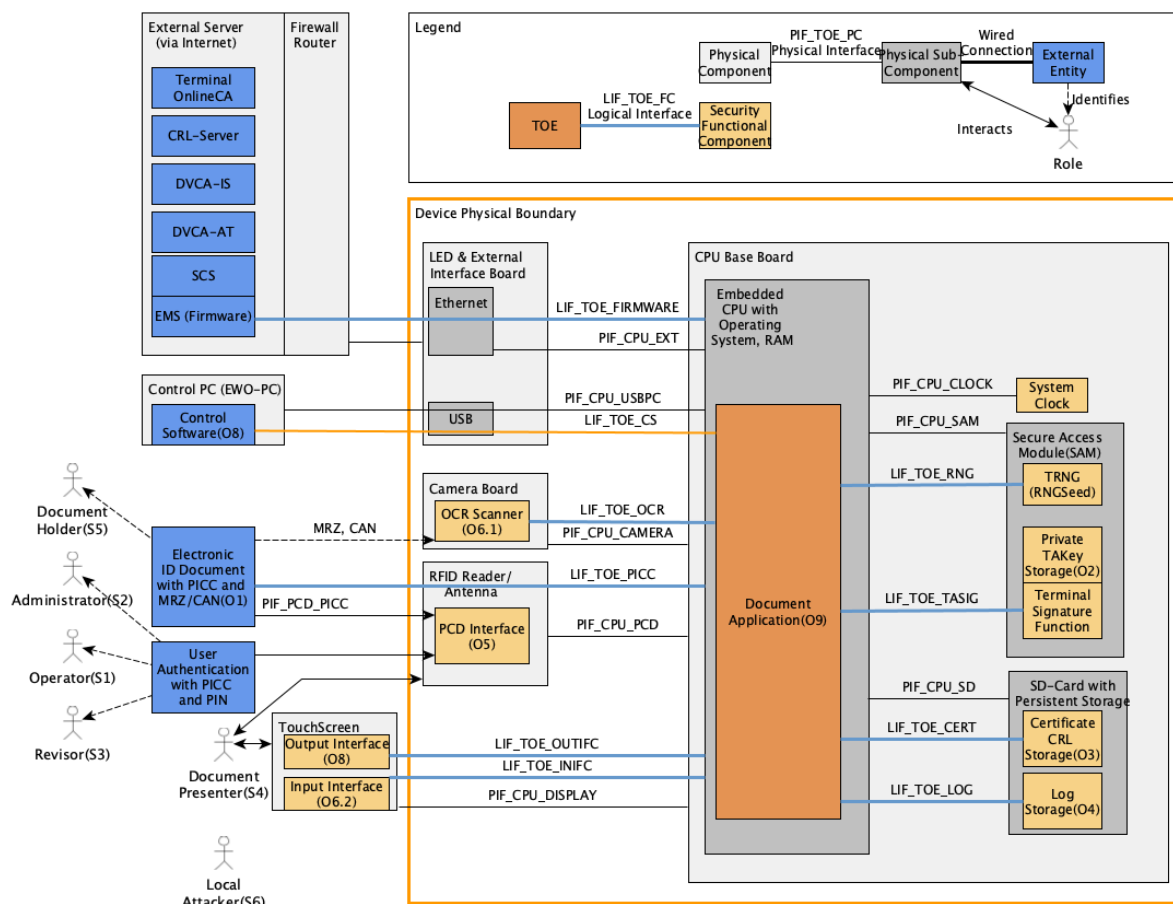 External Server
(via Internet)
Firewall
Router
Terminal
OnlineCA
CRL-Server
DVCA-IS
DVCA-AT
SCS
EMS (Firmware)
Legend
Physical
Component
PIF_TOE_PC
Physical Interface
Physical Sub-
Component
Wired
Connection
External
Entity
TOE
LIF_TOE_FC
Logical Interface
Security
Functional
Component
Identifies
Interacts
Role
Device Physical Boundary
LED & External
Interface Board
Ethernet
USB
LIF_TOE_FIRMWARE
PIF_CPU_EXT
PIF_CPU_USBPC
LIF_TOE_CS
CPU Base Board
Embedded
CPU with
Operating
System, RAM
Document
Application(O9)
PIF_CPU_CLOCK
System
Clock
PIF_CPU_SAM
Secure Access
Module(SAM)
LIF_TOE_RNG
TRNG
(RNGSeed)
Private
TAKey
Storage(O2)
LIF_TOE_TASIG
Terminal
Signature
Function
PIF_CPU_SD
SD-Card with
Persistent Storage
LIF_TOE_CERT
Certificate
CRL
Storage(O3)
LIF_TOE_LOG
Log
Storage(O4)
Control PC (EWO-PC)
Control
Software(O8)
Camera Board
OCR Scanner
(O6.1)
LIF_TOE_OCR
PIF_CPU_CAMERA
MRZ, CAN
Document
Holder(S5)
Electronic
ID Document
with PICC and
MRZ/CAN(O1)
RFID Reader/
Antenna
LIF_TOE_PICC
PIF_PCD_PICC
PCD Interface
(O5)
PIF_CPU_PCD
Administrator(S2)
User
Authentication
with PICC
and PIN
Operator(S1)
Revisor(S3)
Document
Presenter(S4)
TouchScreen
Output Interface
(O8)
Input Interface
(O6.2)
LIF_TOE_OUTIFC
LIF_TOE_INIFC
PIF_CPU_DISPLAY
Local
Attacker(S6)